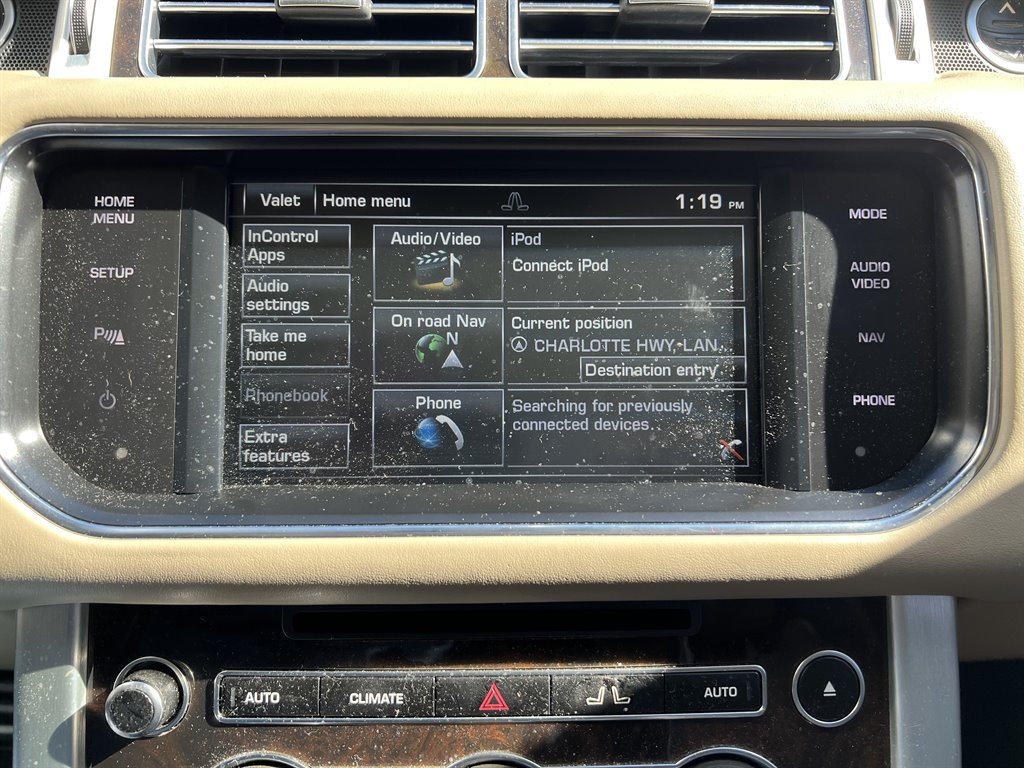 HOME
MENU
SETUP
P
Valet
Home menu
1:19 PM
InControl
Apps
Audio
settings
Take me
home
Phonebook
Extra
features
Audio/Video
iPod
Connect iPod
On road Nav
N
Current position
CHARLOTTE HWY, LAN
Destination entry
Phone
Searching for previously
connected devices.
MODE
AUDIO
VIDEO
NAV
PHONE
AUTO
CLIMATE
AUTO